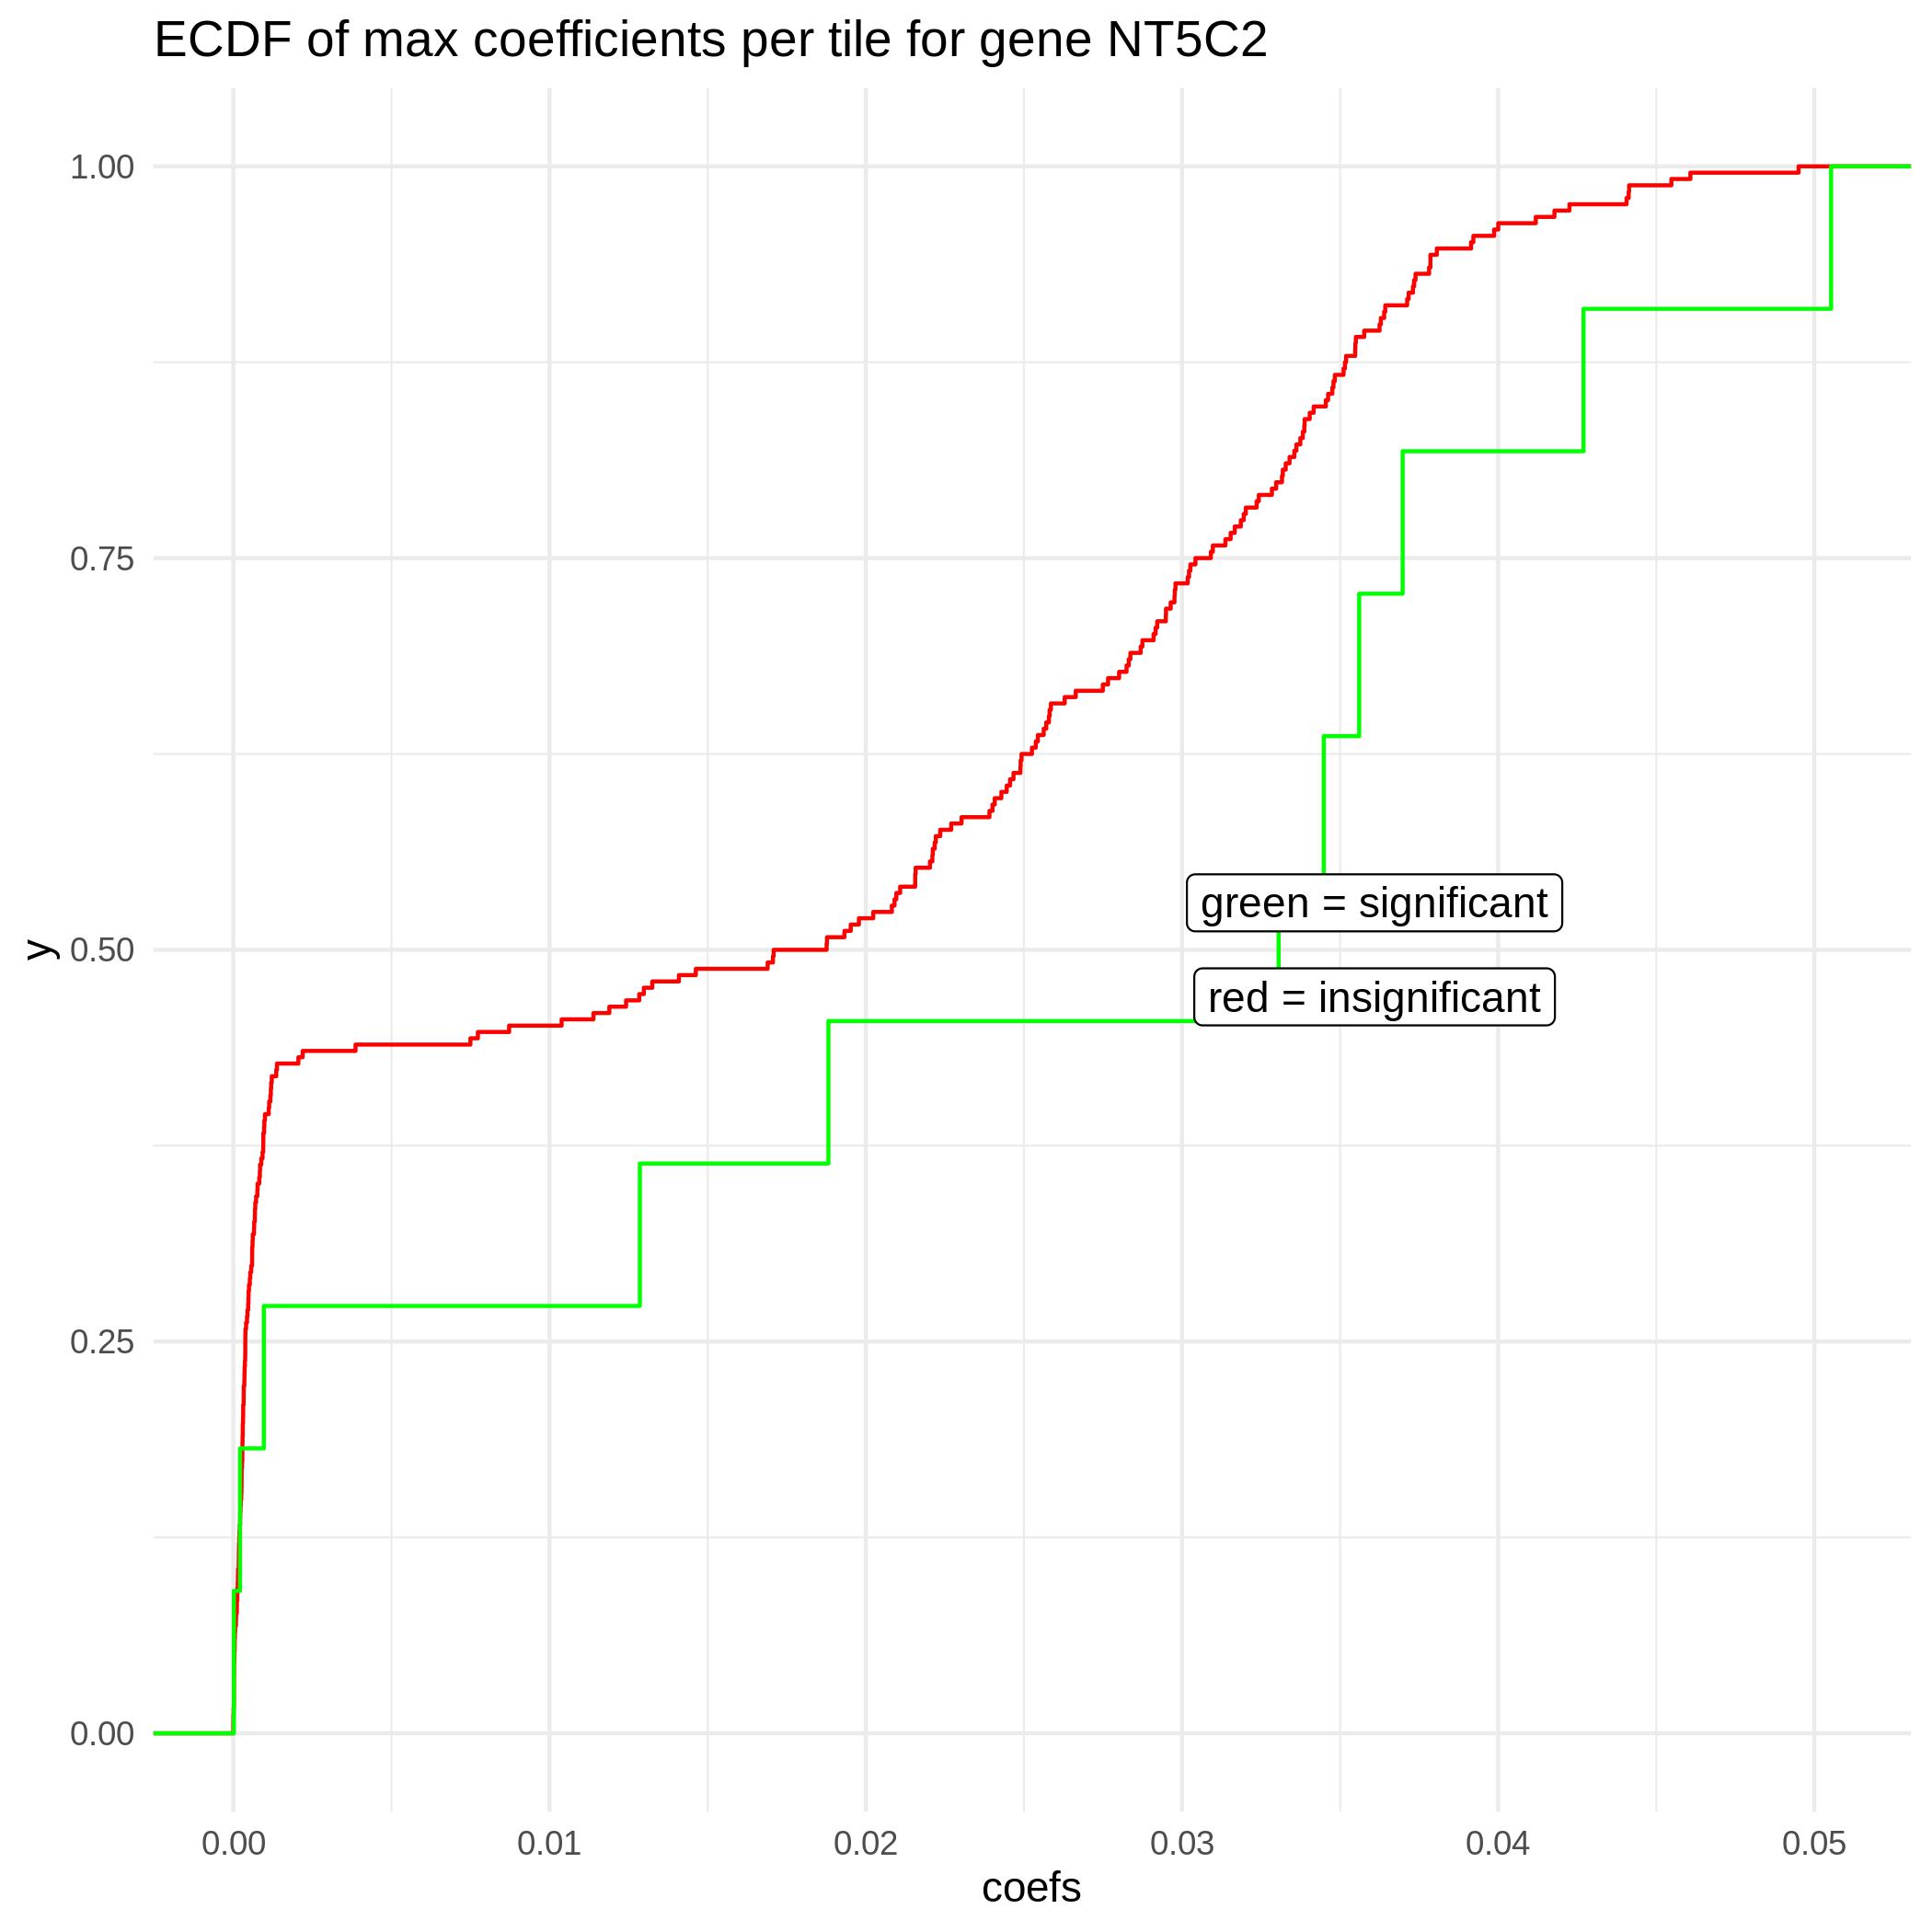 ECDF of max coefficients per tile for gene NT5C2
1.00
0.75
0.50
0.25
0.00
y
green = significant
red = insignificant
0.00 0.01 0.02 0.03 0.04 0.05
coefs